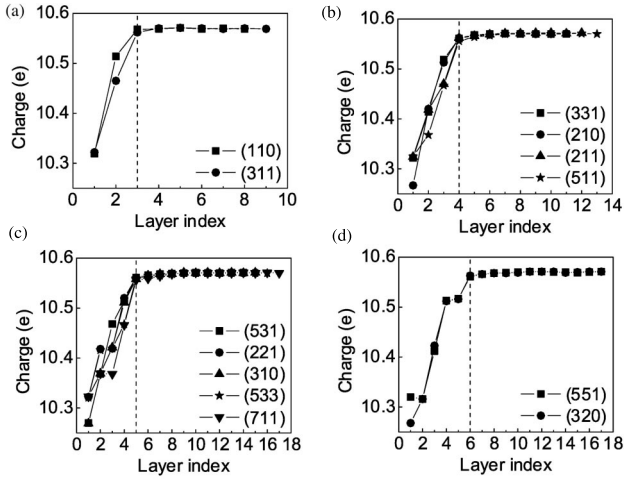 (a)
10.6
10.5
10.4
10.3
Charge (e)
0 2 4 6 8 10
Layer index
(110)
(311)
(b)
10.6
10.5
10.4
10.3
Charge (e)
0 2 4 6 8 10 12 14
Layer index
(331)
(210)
(211)
(511)
(c)
10.6
10.5
10.4
10.3
Charge (e)
0 2 4 6 8 10 12 14 16 18
Layer index
(531)
(221)
(310)
(533)
(711)
(d)
10.6
10.5
10.4
10.3
Charge (e)
0 2 4 6 8 10 12 14 16 18
Layer index
(551)
(320)